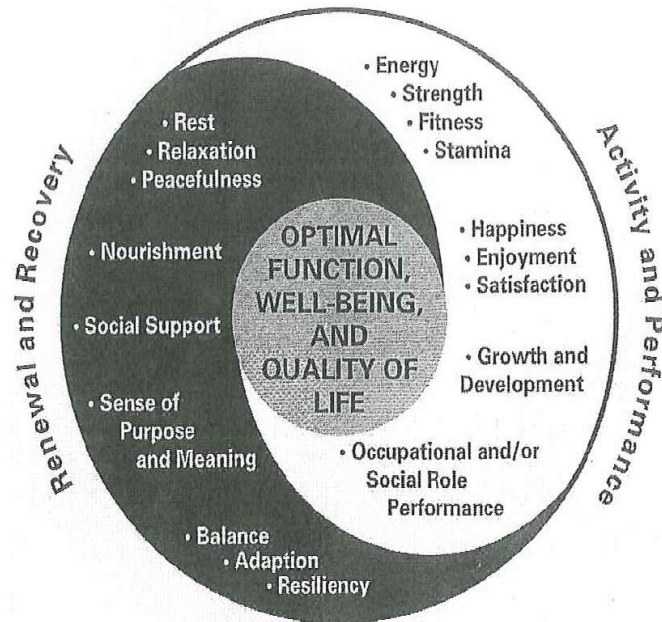 Renewal and Recovery
• Rest
• Relaxation
• Peacefulness
• Nourishment
• Social Support
• Sense of
Purpose
and Meaning
• Balance
• Adaption
• Resiliency
OPTIMAL
FUNCTION,
WELL-BEING,
AND
QUALITY OF
LIFE
• Energy
• Strength
• Fitness
• Stamina
• Happiness
• Enjoyment
• Satisfaction
• Growth and
Development
• Occupational and/or
Social Role
Performance
Activity and Performance